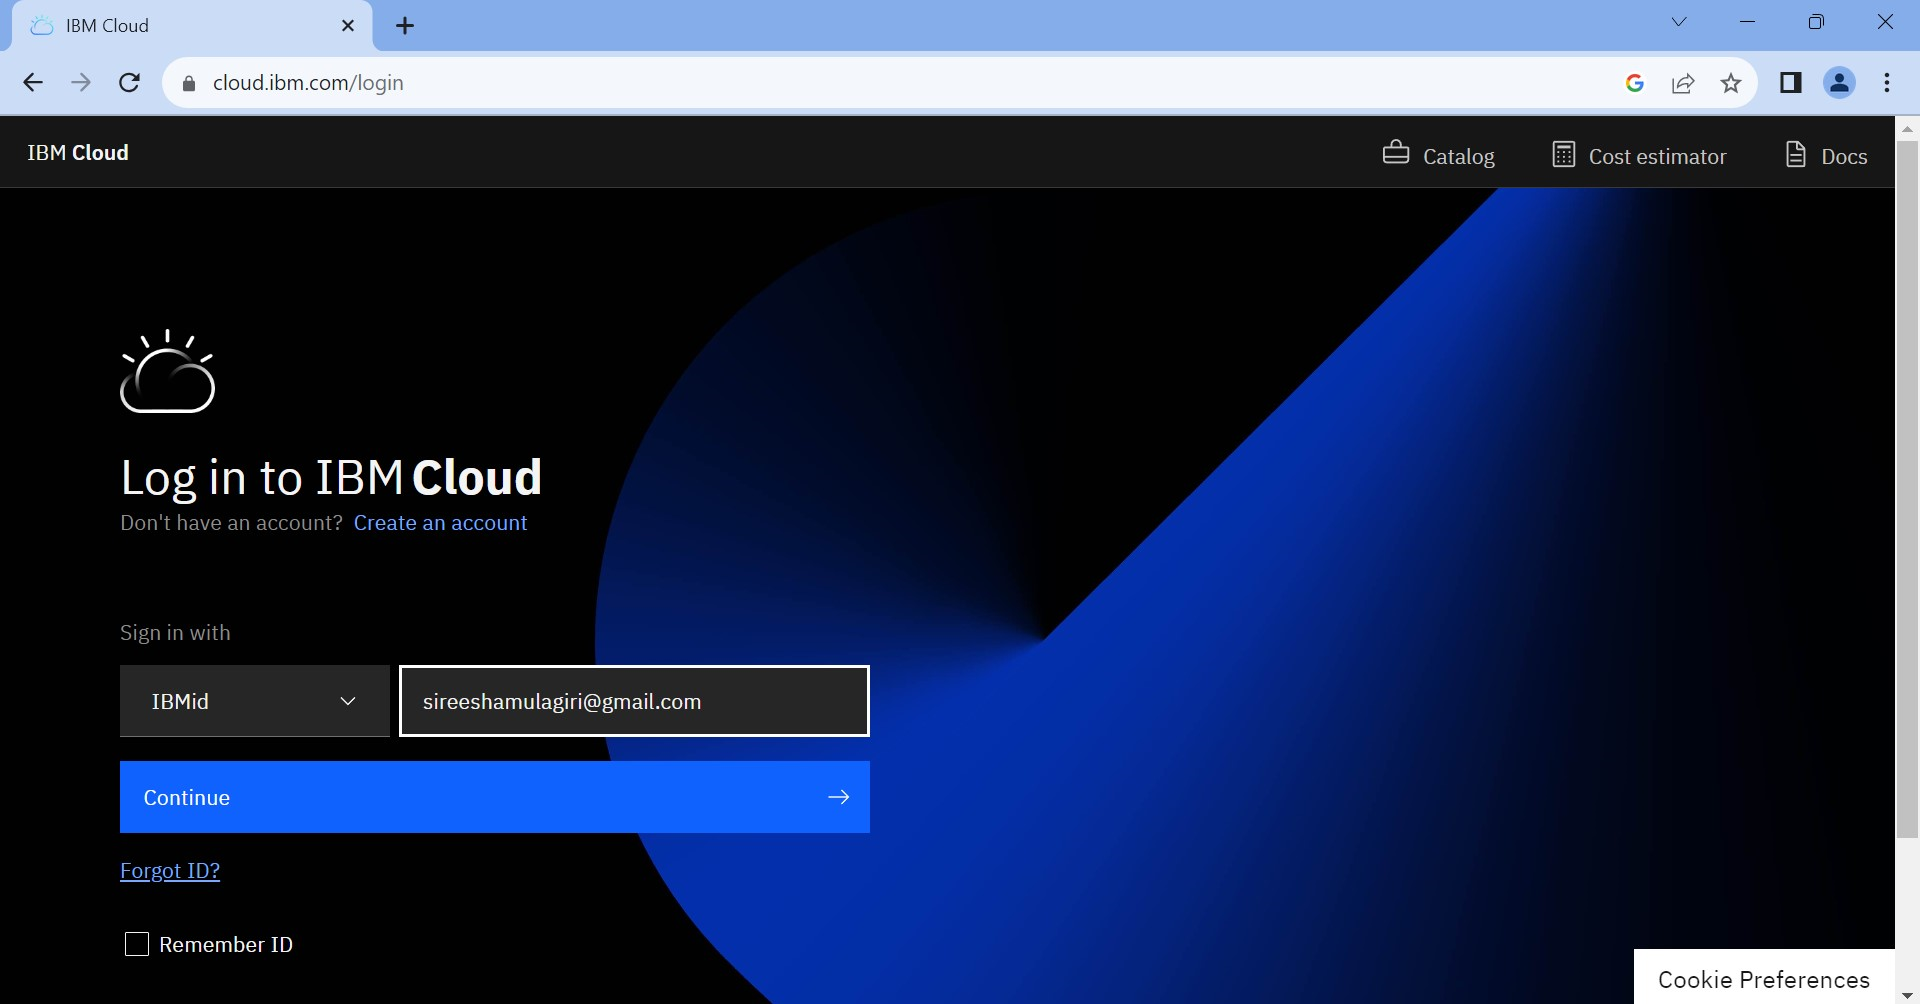 IBM Cloud
cloud.ibm.com/login
IBM Cloud
Catalog
Cost estimator
Docs
Log in to IBM Cloud
Don't have an account? Create an account
Sign in with
IBMid
sireeshamulagiri@gmail.com
Continue
Forgot ID?
Remember ID
Cookie Preferences